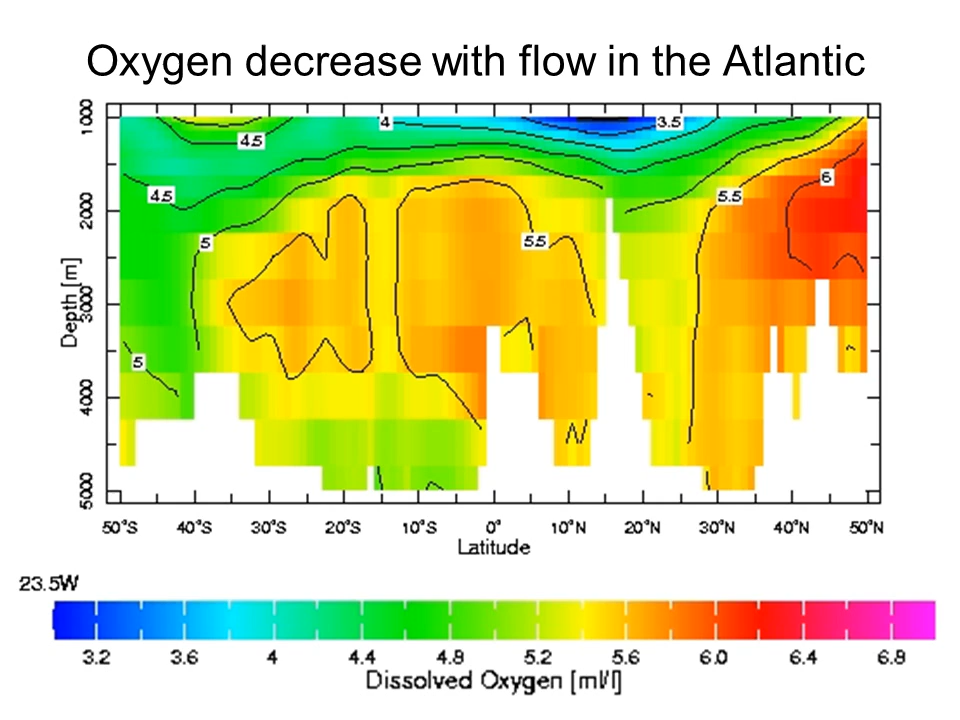 Oxygen decrease with flow in the Atlantic
1000
2000
3000
4000
5000
Depth [m]
4
3.5
4.5
6
4.5
5.5
5
5.5
5
50°S 40°S 30°S 20°S 10°S 0° 10°N 20°N 30°N 40°N 50°N
Latitude
23.5W
3.2 3.6 4 4.4 4.8 5.2 5.6 6.0 6.4 6.8
Dissolved Oxygen [ml/l]